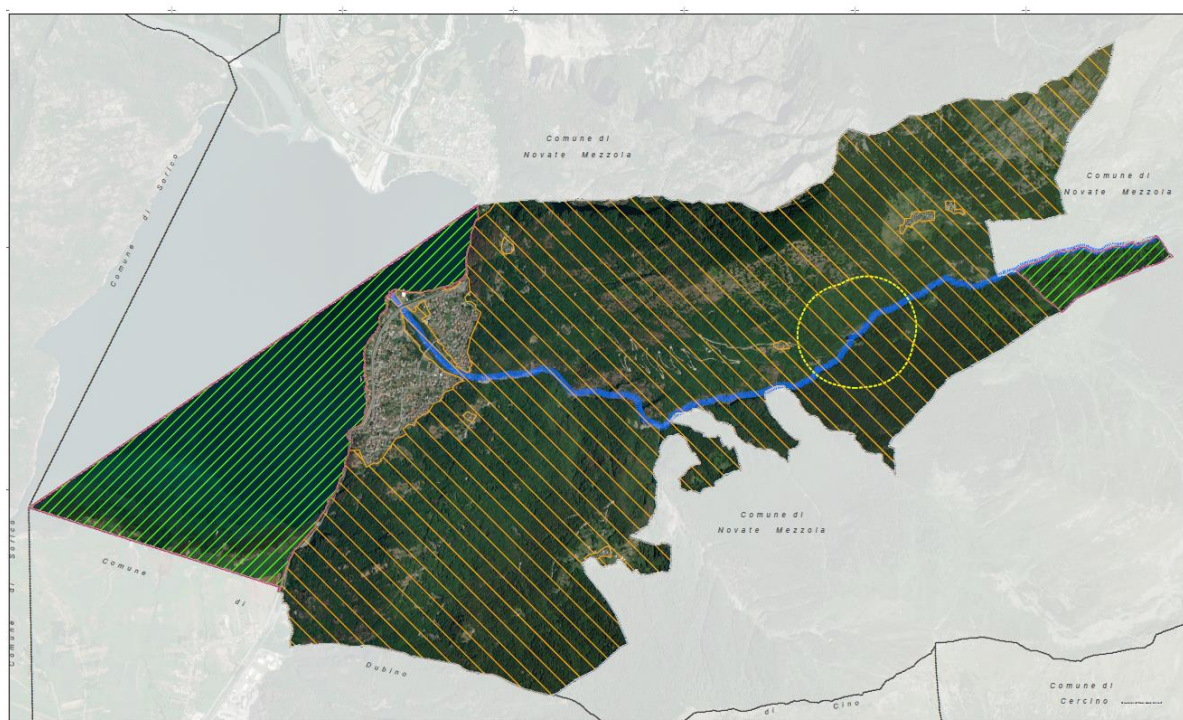 Comune di
Novate Mezzola
Comune di
Novate Mezzola
Comune di Sorico
Comune di
Novate Mezzola
Comune di Sorico
Comune di
Dubino
di Cino
Comune di
Cercino